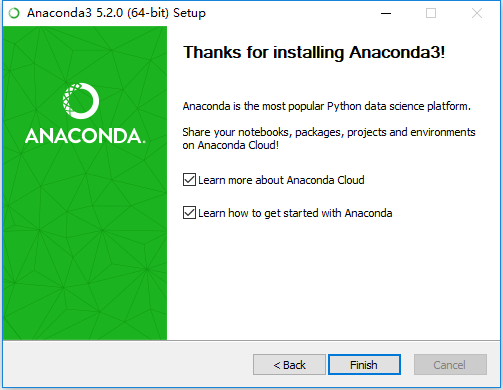 Anaconda3 5.2.0 (64-bit) Setup
Thanks for installing Anaconda3!
ANACONDA.
Anaconda is the most popular Python data science platform.
Share your notebooks, packages, projects and environments
on Anaconda Cloud!
Learn more about Anaconda Cloud
Learn how to get started with Anaconda
< Back
Finish
Cancel